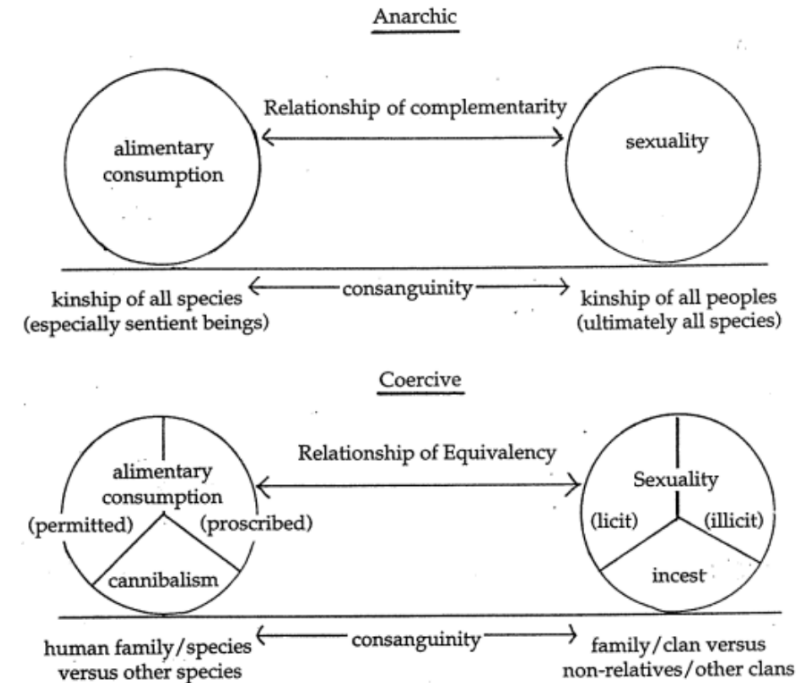 Anarchic
Relationship of complementarity
alimentary
consumption
sexuality
consanguinity
kinship of all species
(especially sentient beings)
kinship of all peoples
(ultimately all species)
Coercive
Relationship of Equivalency
alimentary
consumption
(permitted)
(proscribed)
cannibalism
Sexuality
(licit)
(illicit)
incest
consanguinity
human family/species
versus other species
family/clan versus
non-relatives/other clans